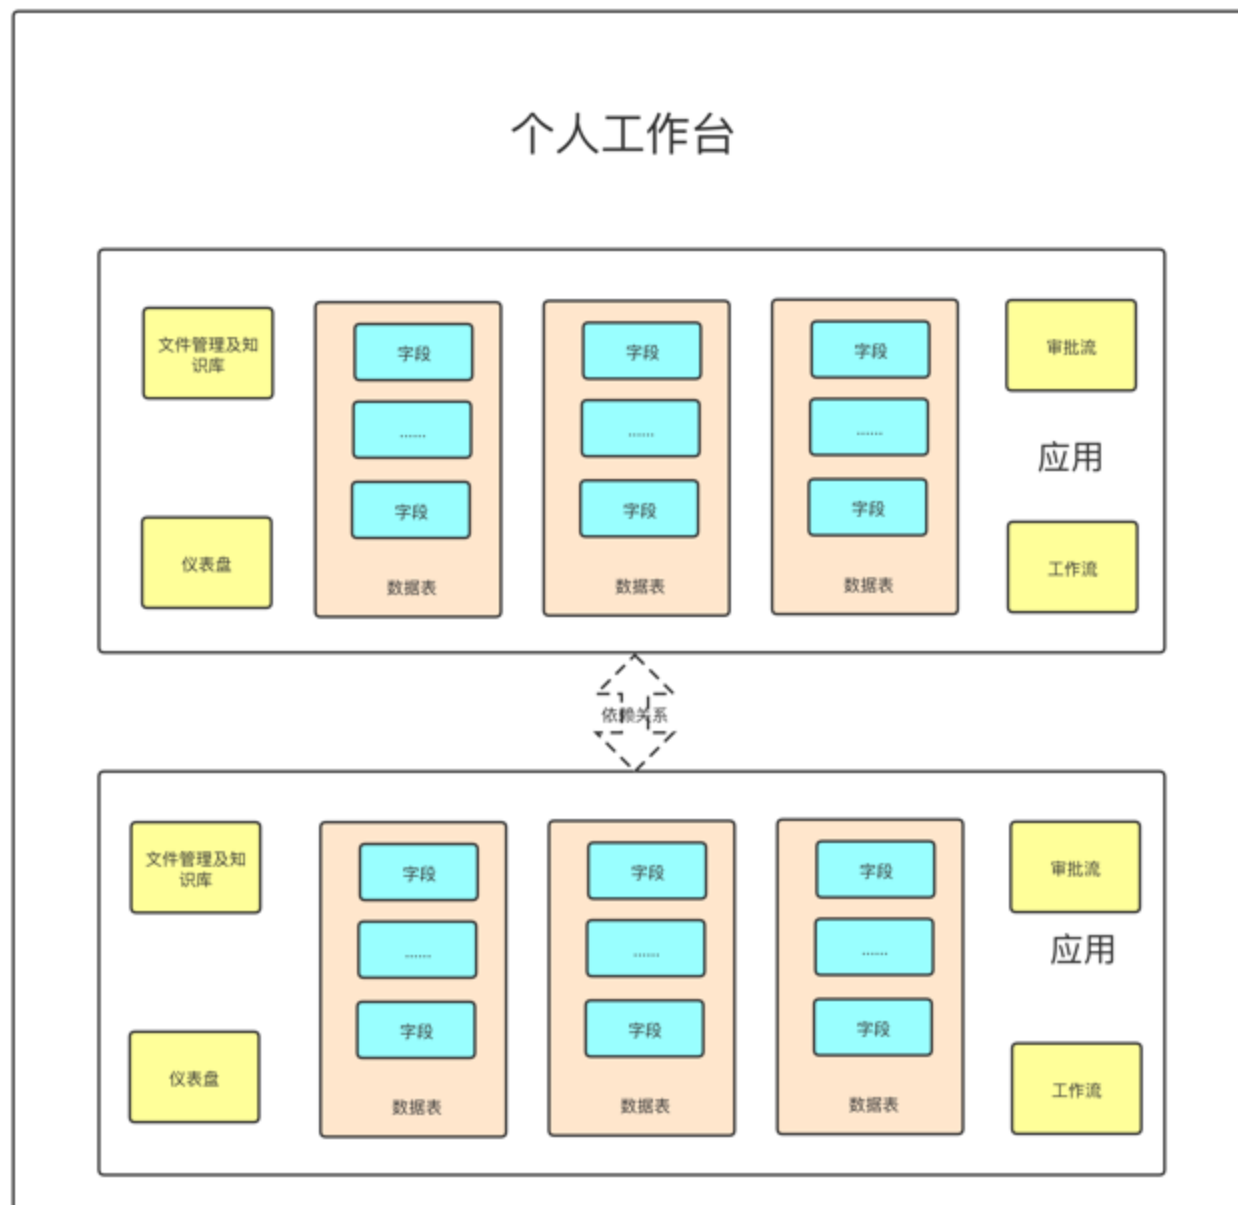 个人工作台
文件管理及知
识库
字段
字段
字段
审批流
……
……
……
应用
字段
字段
字段
仪表盘
工作流
数据表
数据表
数据表
依赖关系
文件管理及知
识库
字段
字段
字段
审批流
……
……
……
应用
字段
字段
字段
仪表盘
工作流
数据表
数据表
数据表